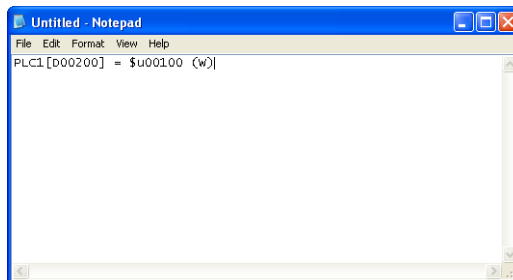 Untitled - Notepad
File Edit Format View Help
PLC1[D00200] = $u00100 (W)